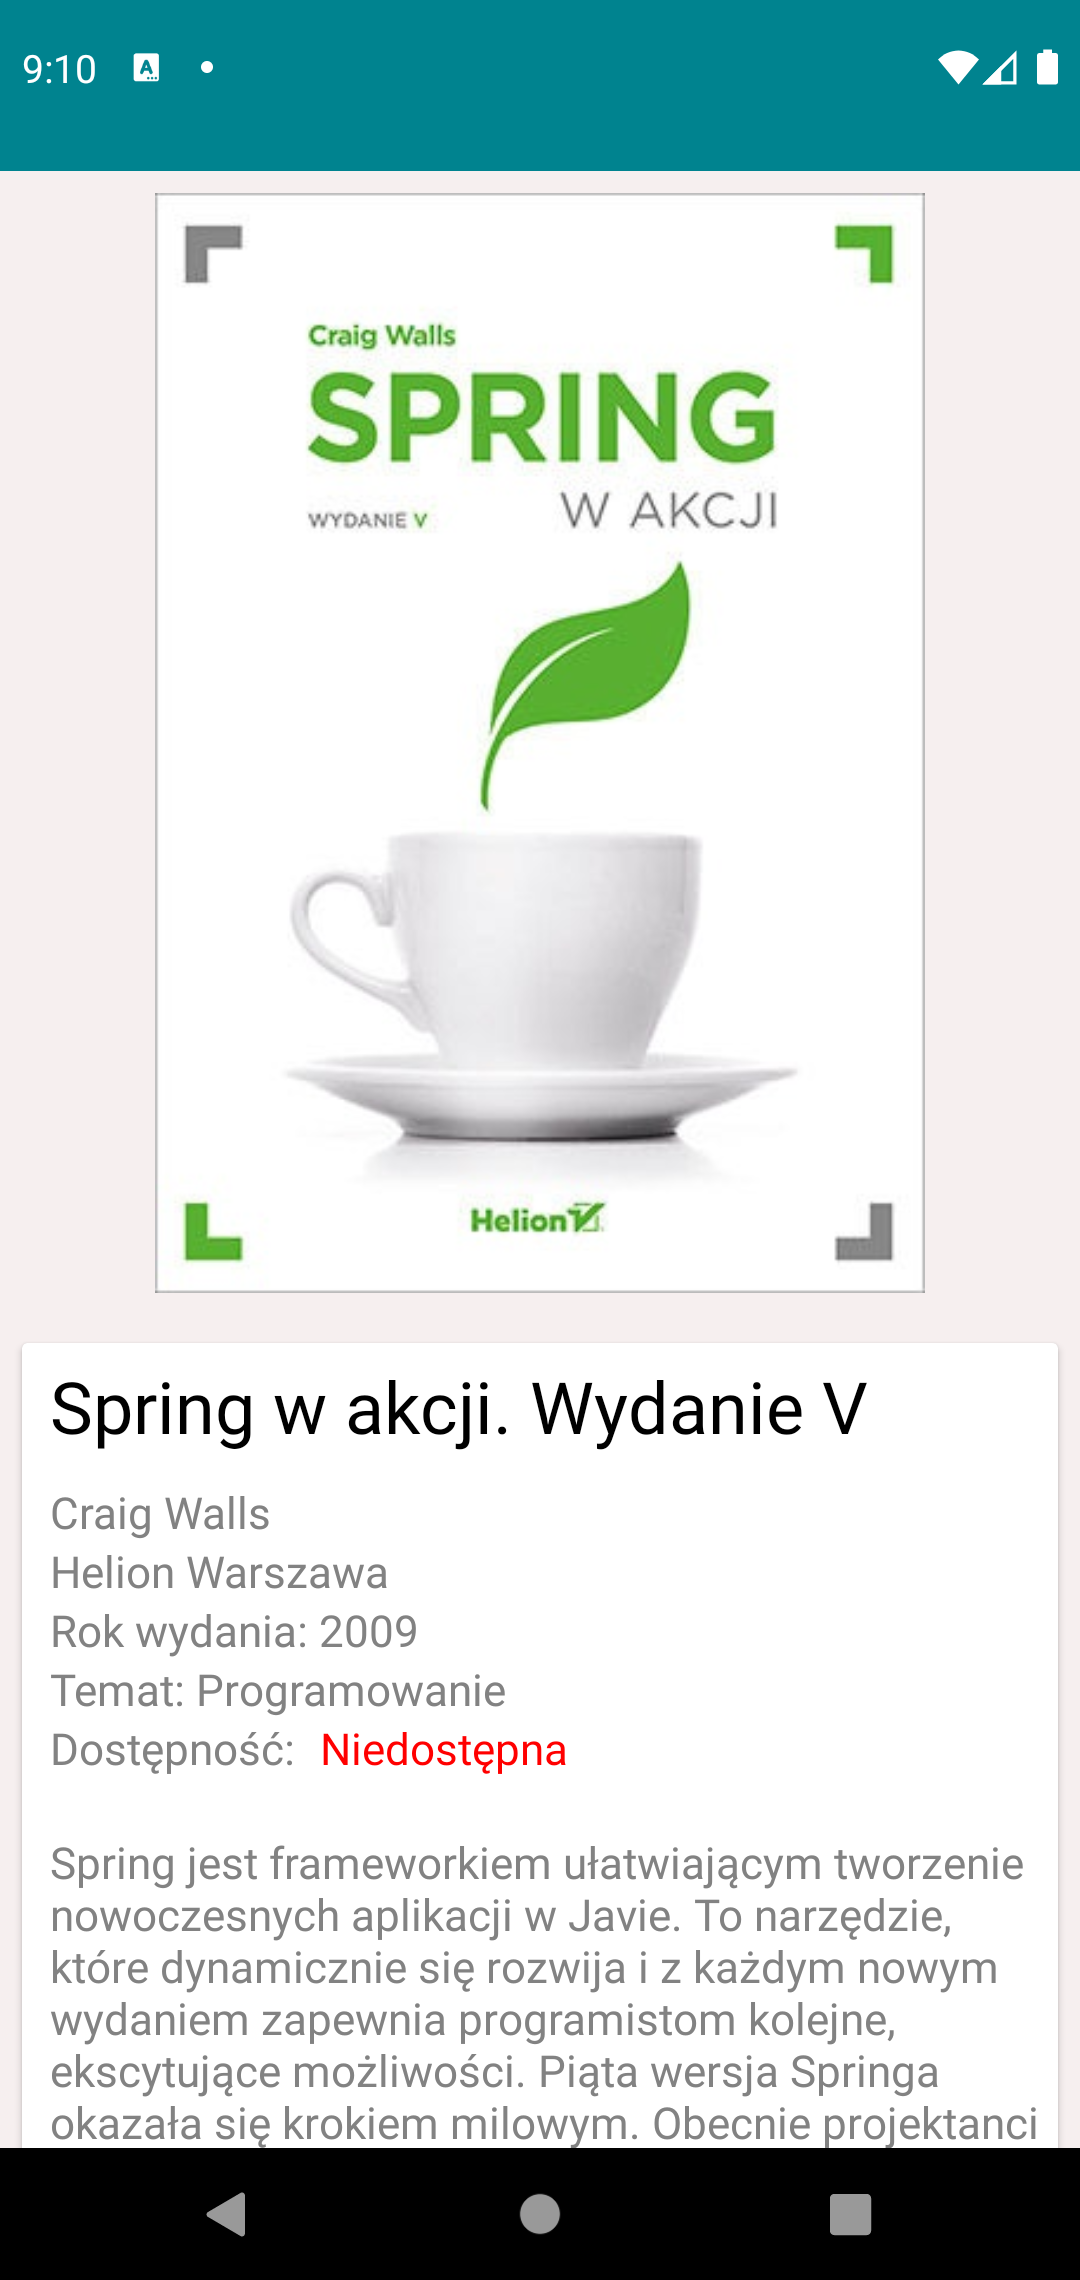 9:10
A
Craig Walls
SPRING
W AKCJI
WYDANIE V
Helion
Spring w akcji. Wydanie V
Craig Walls
Helion Warszawa
Rok wydania: 2009
Temat: Programowanie
Dostępność: Niedostępna
Spring jest frameworkiem ułatwiającym tworzenie
nowoczesnych aplikacji w Javie. To narzędzie,
które dynamicznie się rozwija i z każdym nowym
wydaniem zapewnia programistom kolejne,
ekscytujące możliwości. Piąta wersja Springa
okazała się krokiem milowym. Obecnie projektanci